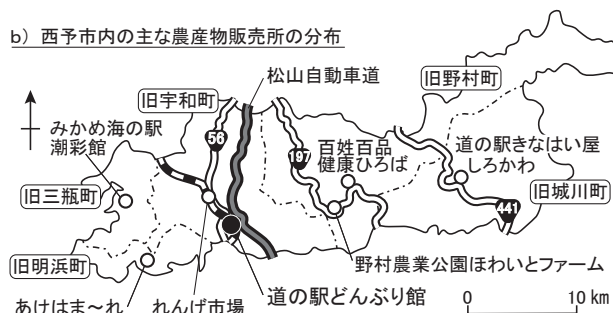 b）西予市内の主な農産物販売所の分布
松山自動車道
旧野村町
旧宇和町
みかめ海の駅
潮彩館
56
197
百姓百品
健康ひろば
道の駅きなはい屋
しろかわ
旧三瓶町
旧城川町
441
旧明浜町
野村農業公園ほわいとファーム
あけはま～れ
れんげ市場
道の駅どんぶり館
0
10 km